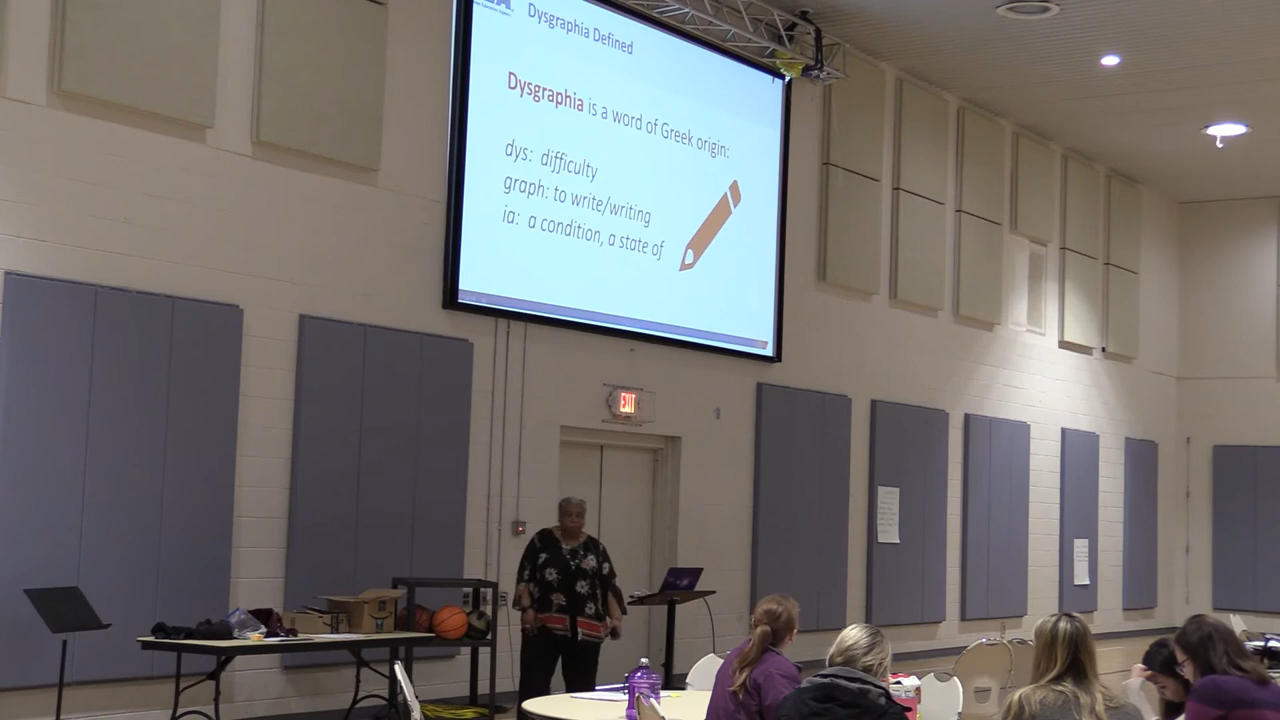 Dysgraphia Defined
Dysgraphia is a word of Greek origin:
dys: difficulty
graph: to write/writing
ia: a condition, a state of
EXIT